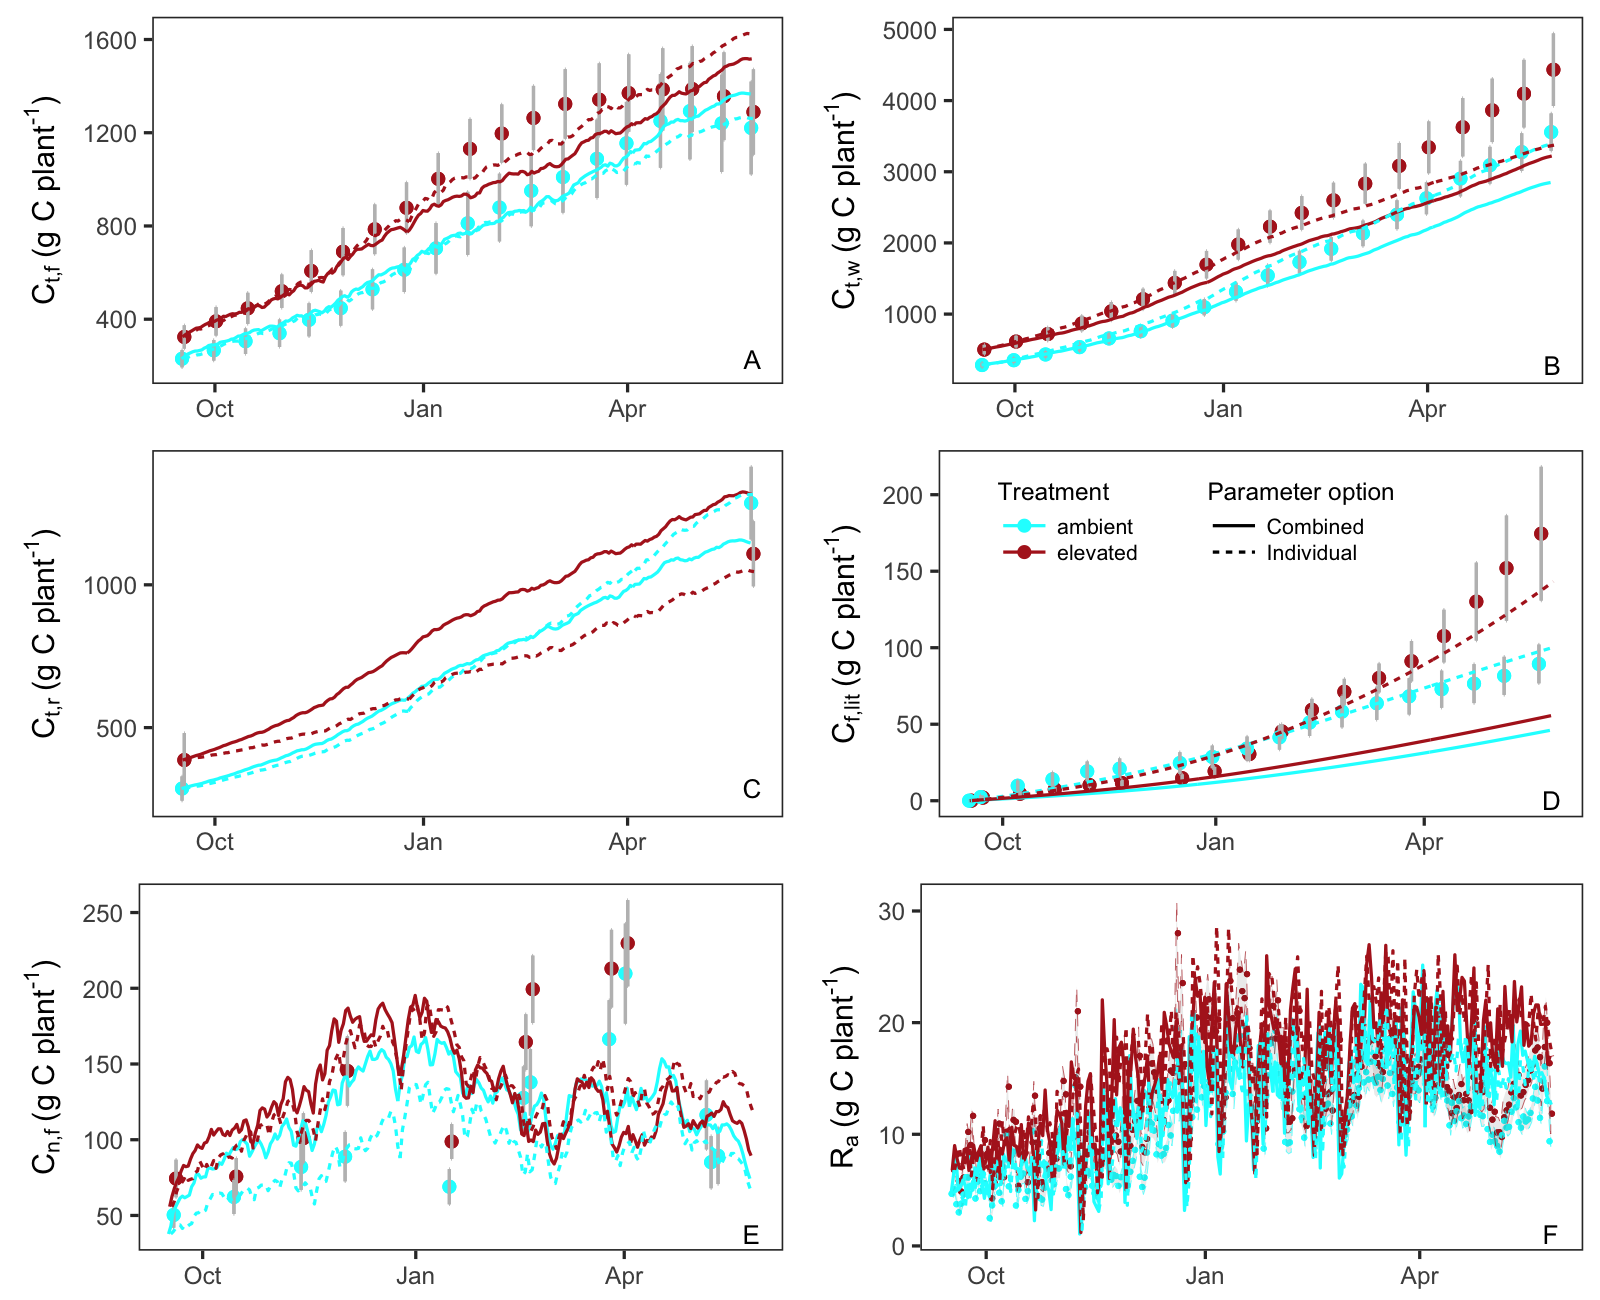 C_t,f (g C plant^-1)
1600
1200
800
400
Oct
Jan
Apr
A
C_t,w (g C plant^-1)
5000
4000
3000
2000
1000
Oct
Jan
Apr
B
C_t,r (g C plant^-1)
1000
500
Oct
Jan
Apr
C
C_f,lit (g C plant^-1)
200
150
100
50
0
Treatment
ambient
elevated
Parameter option
Combined
Individual
Oct
Jan
Apr
D
C_n,f (g C plant^-1)
250
200
150
100
50
Oct
Jan
Apr
E
R_a (g C plant^-1)
30
20
10
0
Oct
Jan
Apr
F